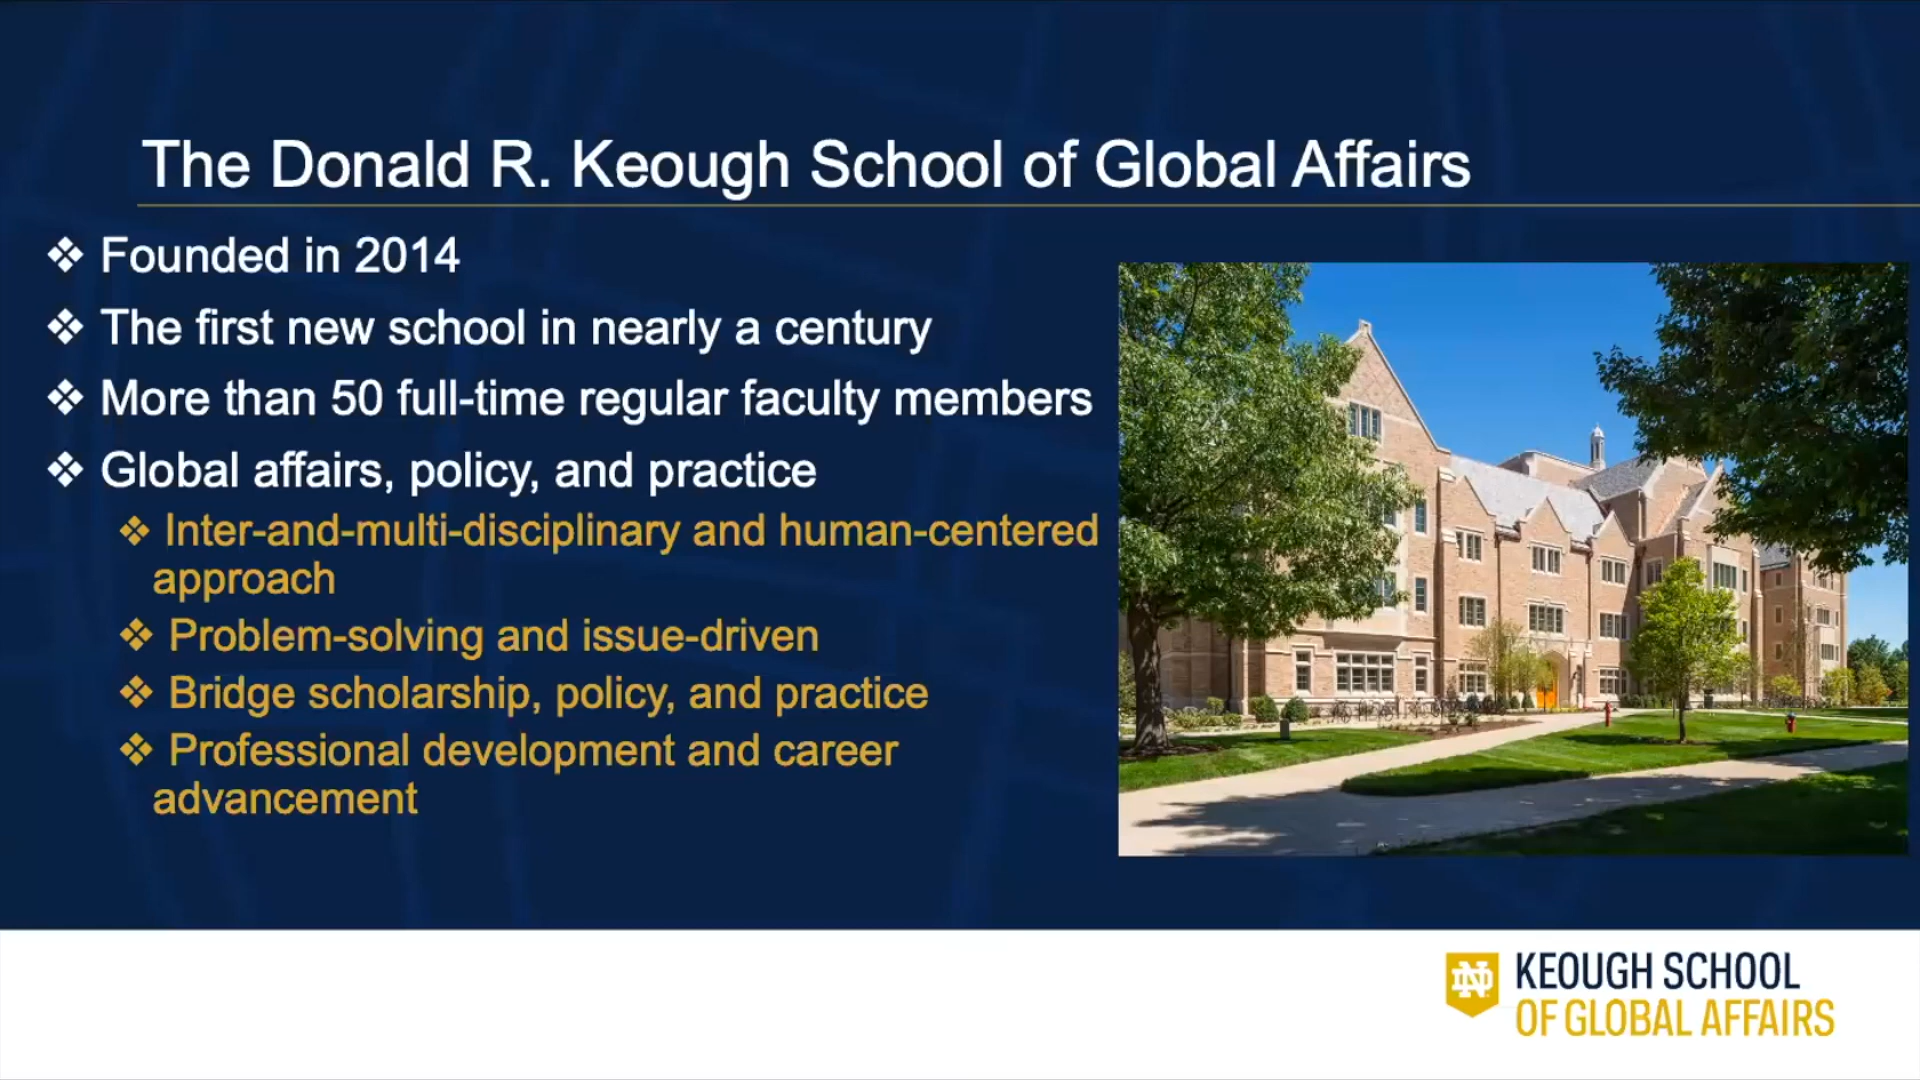 The Donald R. Keough School of Global Affairs
❖ Founded in 2014
❖ The first new school in nearly a century
❖ More than 50 full-time regular faculty members
❖ Global affairs, policy, and practice
❖ Inter-and-multi-disciplinary and human-centered
approach
❖ Problem-solving and issue-driven
❖ Bridge scholarship, policy, and practice
❖ Professional development and career
advancement
ND
KEOUGH SCHOOL
OF GLOBAL AFFAIRS